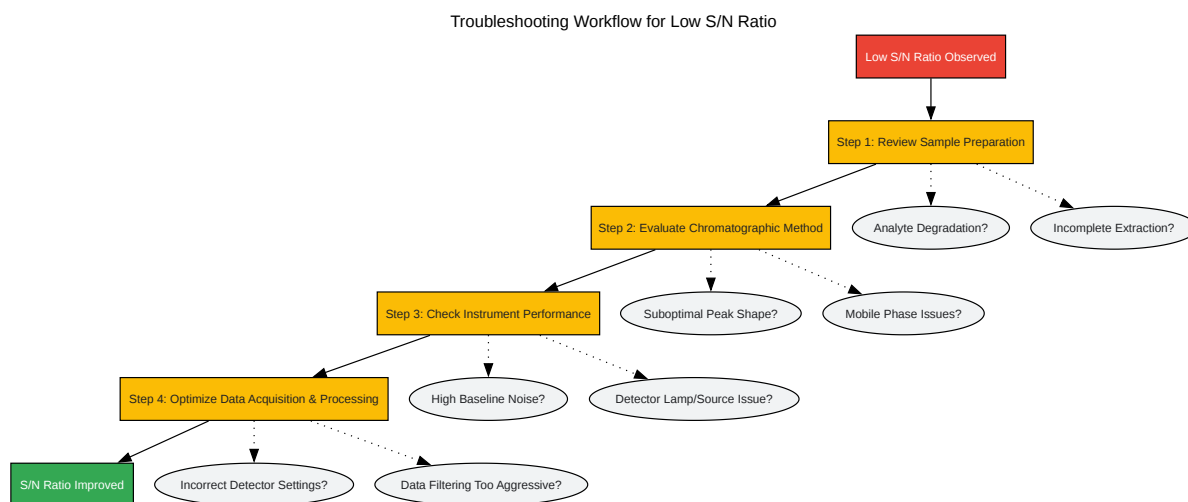 Troubleshooting Workflow for Low S/N Ratio
Low S/N Ratio Observed
Step 1: Review Sample Preparation
Step 2: Evaluate Chromatographic Method
Analyte Degradation?
Incomplete Extraction?
Step 3: Check Instrument Performance
Suboptimal Peak Shape?
Mobile Phase Issues?
Step 4: Optimize Data Acquisition & Processing
High Baseline Noise?
Detector Lamp/Source Issue?
S/N Ratio Improved
Incorrect Detector Settings?
Data Filtering Too Aggressive?